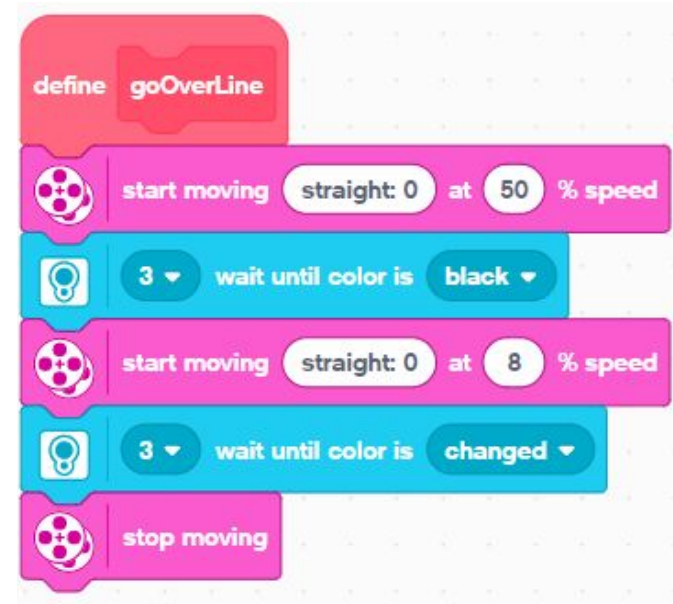 define goOverLine
start moving straight: 0 at 50 % speed
3 wait until color is black
start moving straight: 0 at 8 % speed
3 wait until color is changed
stop moving